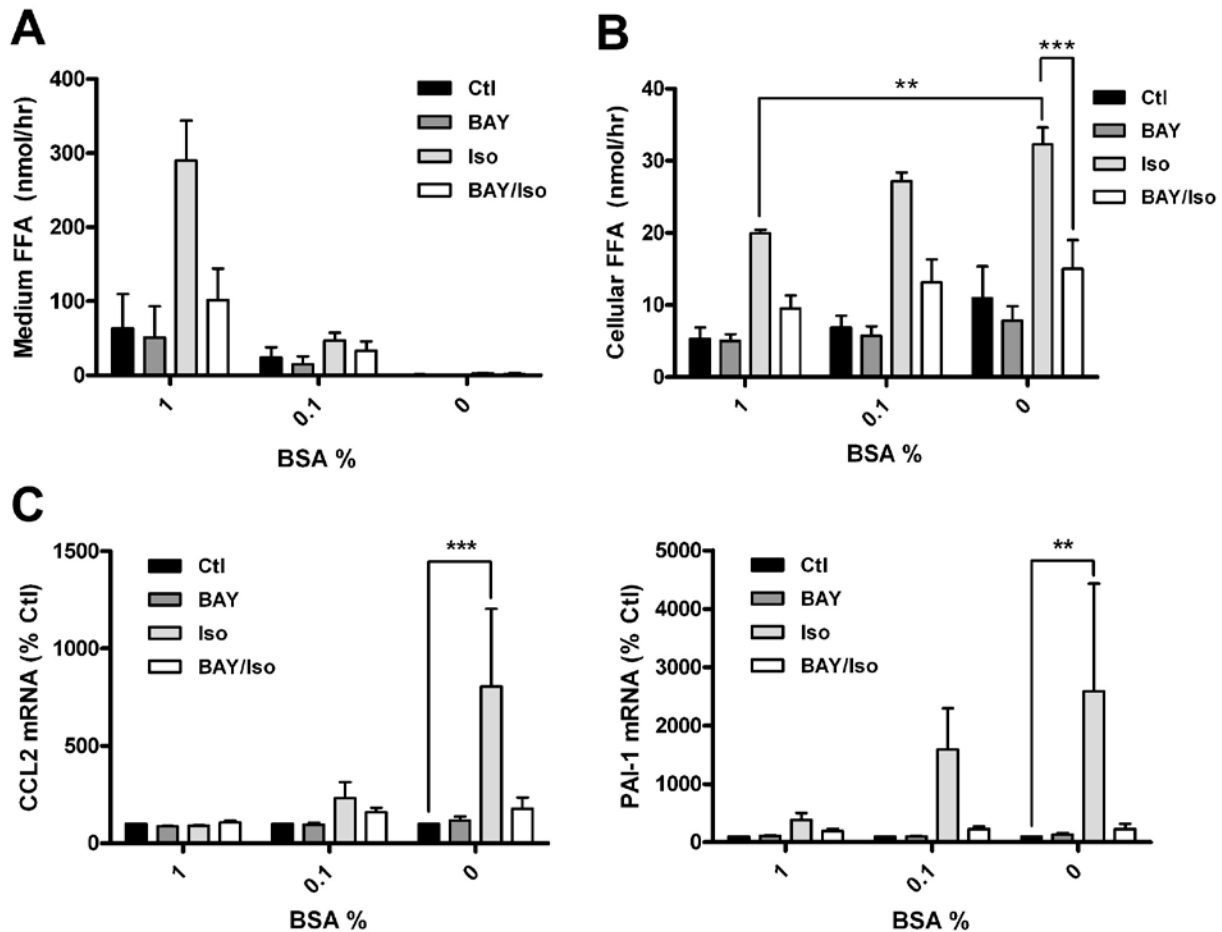 A
Medium FFA (nmol/hr)
400
300
200
100
0
Ctl
BAY
Iso
BAY/Iso
1
0.1
0
BSA %
B
Cellular FFA (nmol/hr)
40
30
20
10
0
**
***
Ctl
BAY
Iso
BAY/Iso
1
0.1
0
BSA %
C
CCL2 mRNA (% Ctl)
1500
1000
500
0
Ctl
BAY
Iso
BAY/Iso
***
1
0.1
0
BSA %
PAI-1 mRNA (% Ctl)
5000
4000
3000
2000
1000
0
Ctl
BAY
Iso
BAY/Iso
**
1
0.1
0
BSA %